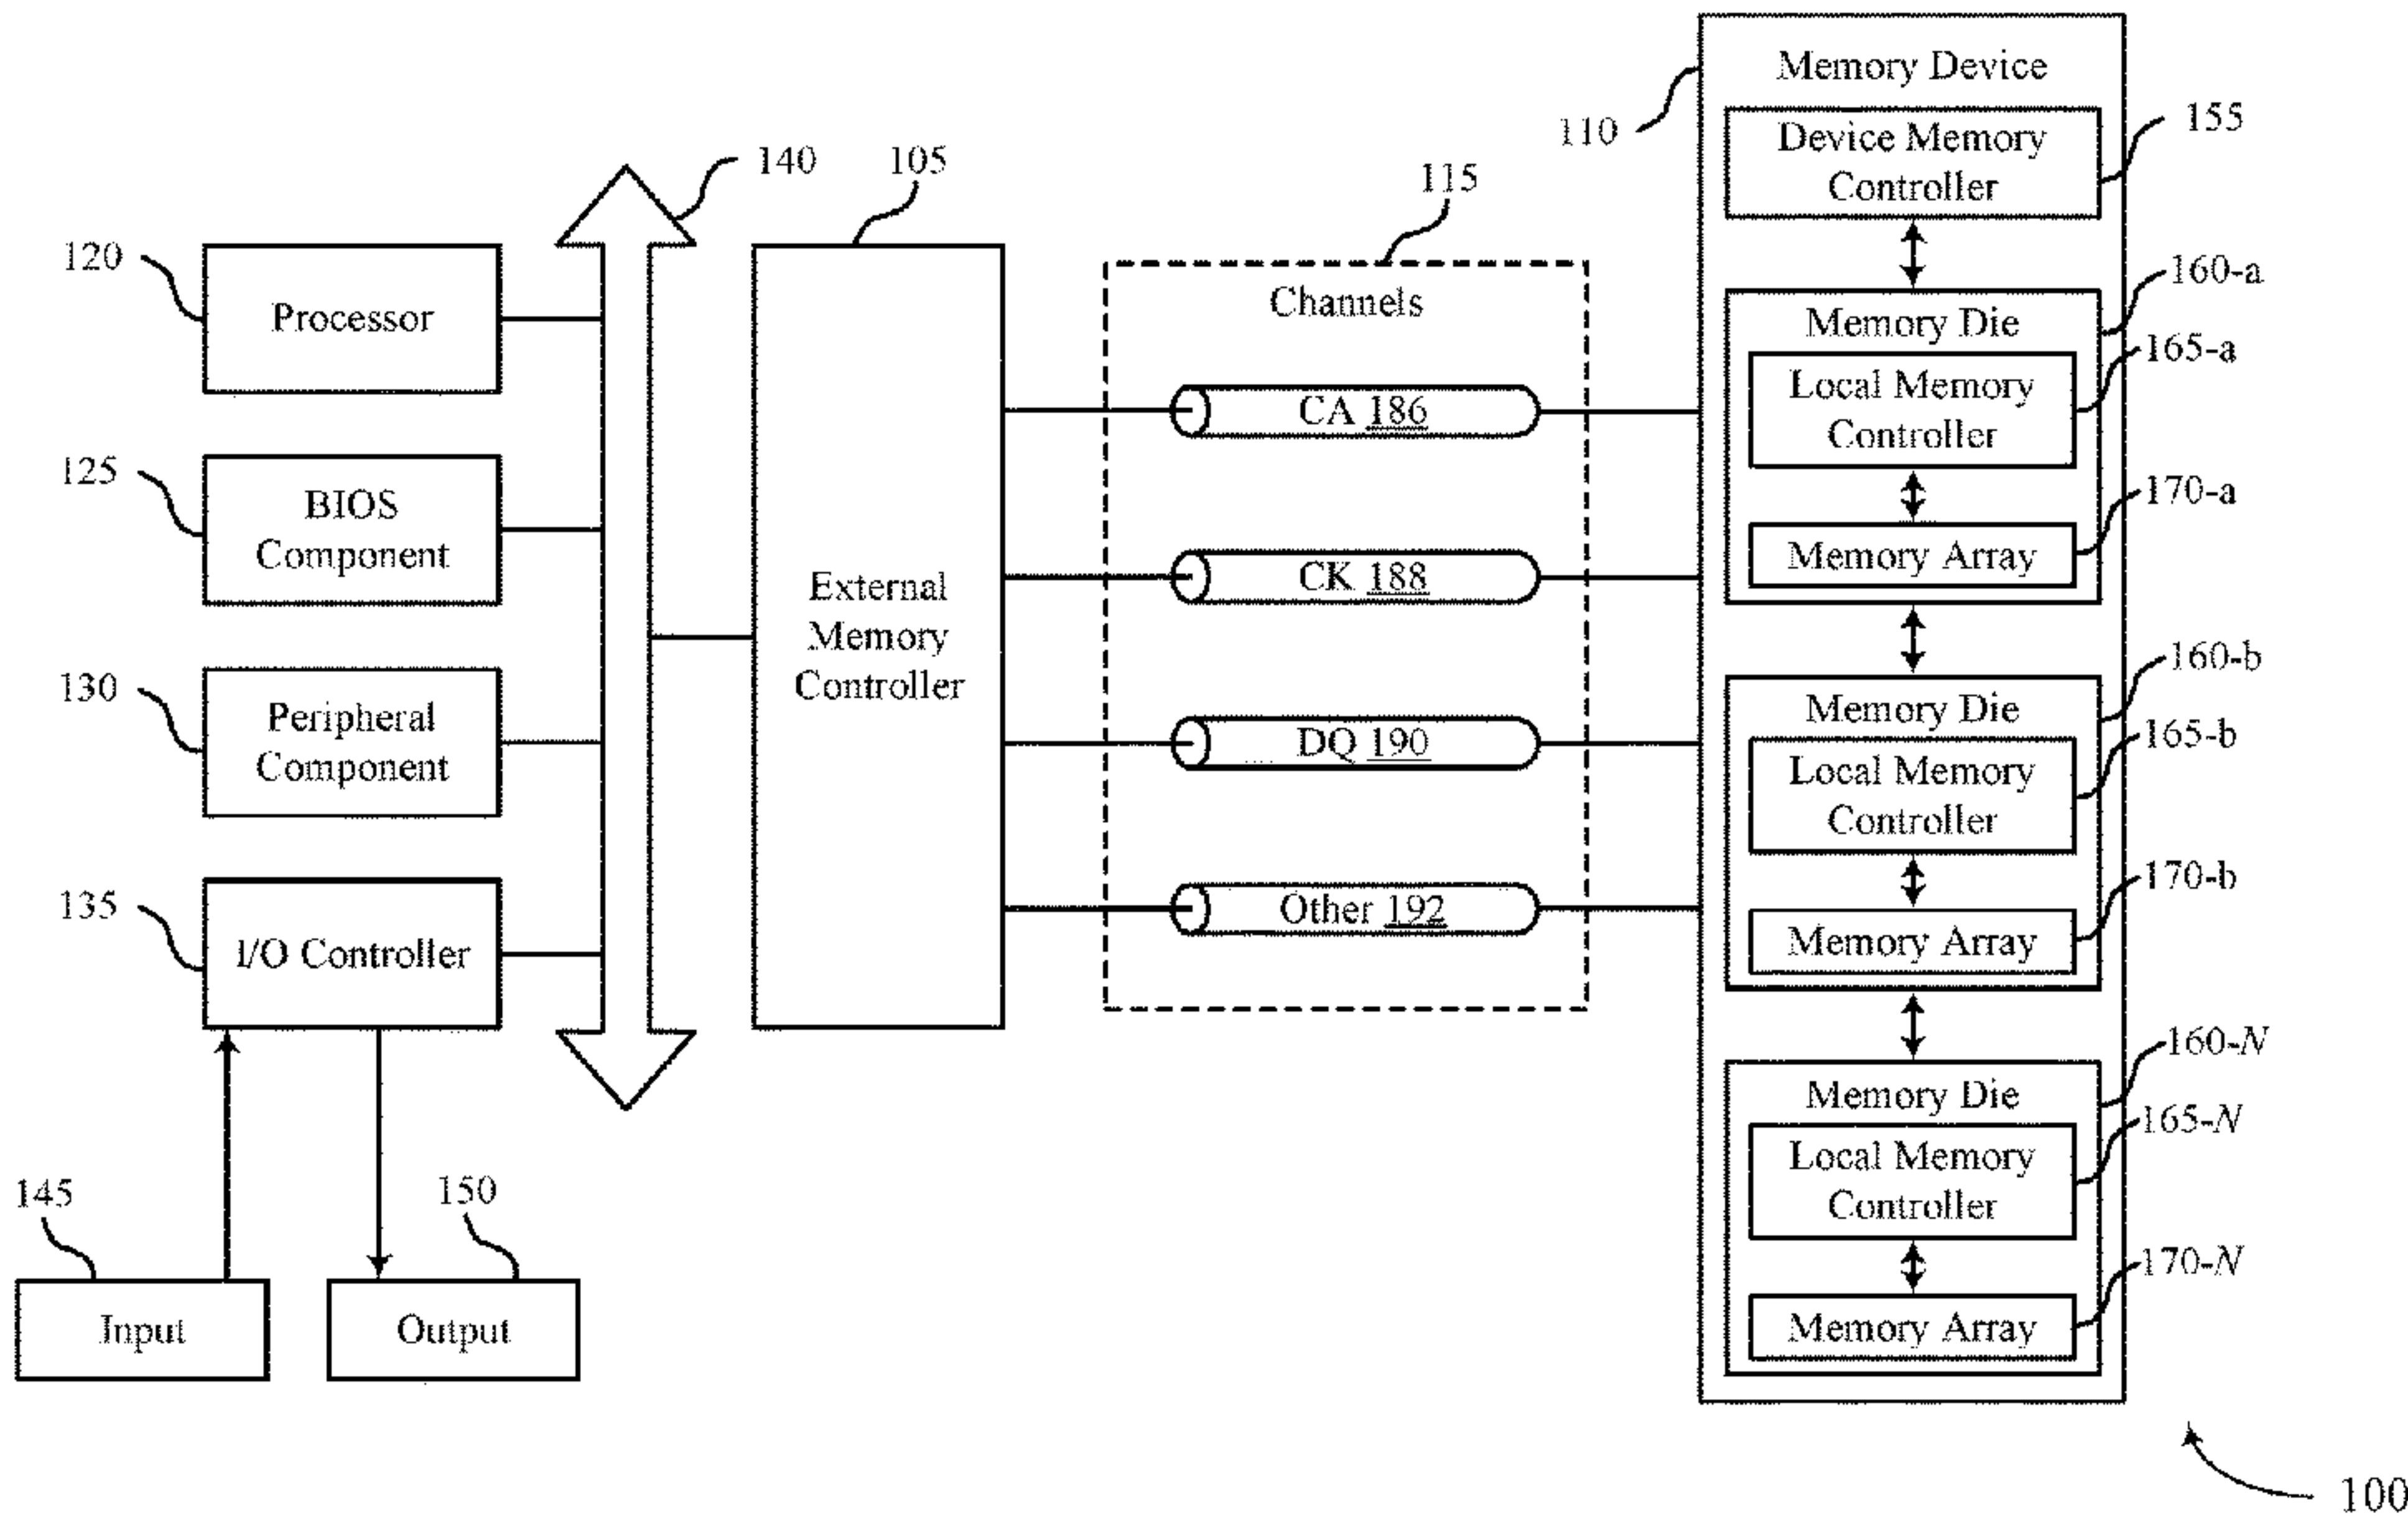 Memory Device
110
Device Memory
Controller
155
140
105
115
120
Processor
Channels
160-a
Memory Die
165-a
Local Memory
Controller
CA 186
125
BIOS
Component
170-a
Memory Array
CK 188
External
Memory
Controller
130
Peripheral
Component
160-b
Memory Die
165-b
Local Memory
Controller
DQ 190
135
I/O Controller
170-b
Memory Array
Other 192
160-N
Memory Die
165-N
Local Memory
Controller
145
150
170-N
Input
Output
Memory Array
100